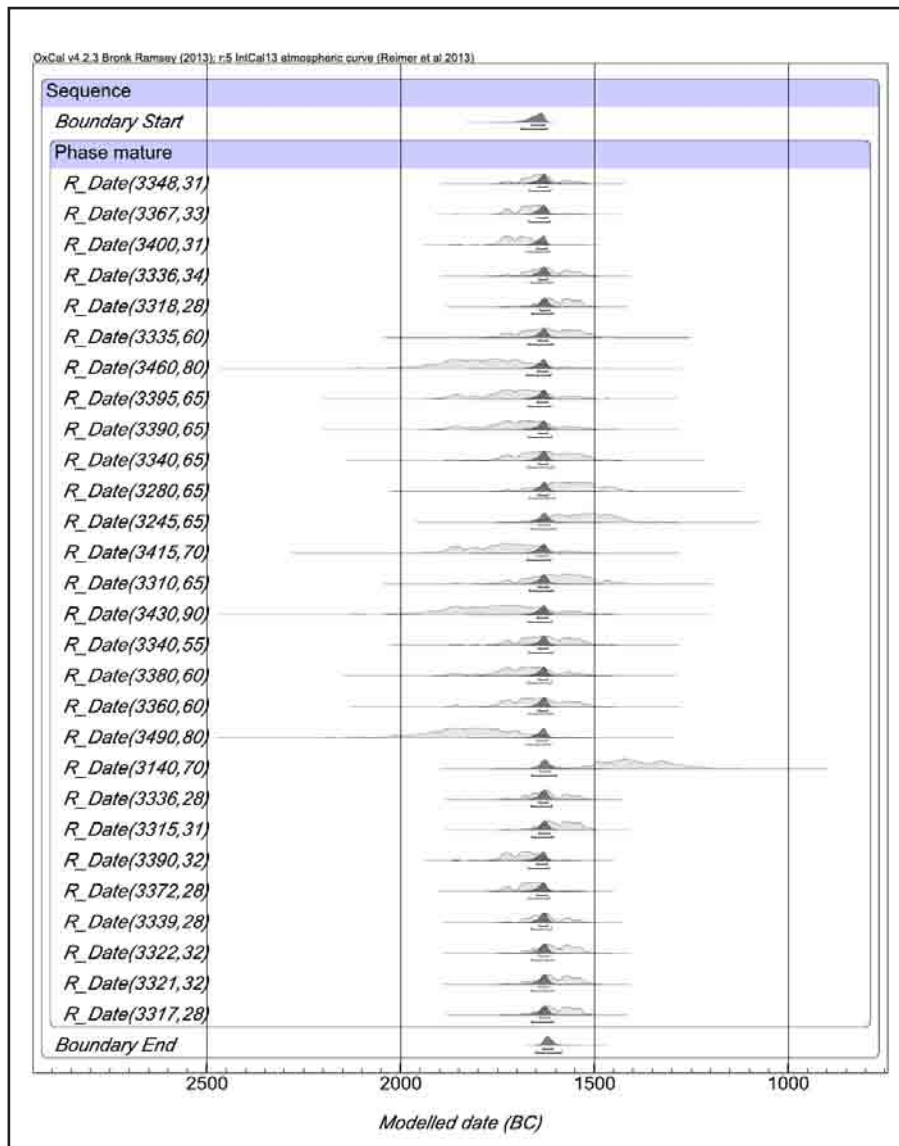 OxCal v4.2.3 Bronk Ramsey (2013); r:5 IntCal13 atmospheric curve (Reimer et al 2013)
Sequence
Boundary Start
Phase mature
R_Date(3348,31)
R_Date(3367,33)
R_Date(3400,31)
R_Date(3336,34)
R_Date(3318,28)
R_Date(3335,60)
R_Date(3460,80)
R_Date(3395,65)
R_Date(3390,65)
R_Date(3340,65)
R_Date(3280,65)
R_Date(3245,65)
R_Date(3415,70)
R_Date(3310,65)
R_Date(3430,90)
R_Date(3340,55)
R_Date(3380,60)
R_Date(3360,60)
R_Date(3490,80)
R_Date(3140,70)
R_Date(3336,28)
R_Date(3315,31)
R_Date(3390,32)
R_Date(3372,28)
R_Date(3339,28)
R_Date(3322,32)
R_Date(3321,32)
R_Date(3317,28)
Boundary End
2500 2000 1500 1000
Modelled date (BC)